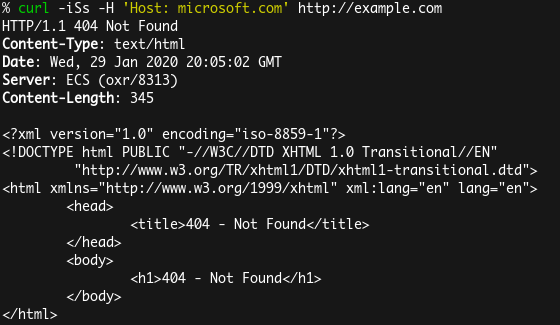 % curl -iSs -H 'Host: microsoft.com' http://example.com
HTTP/1.1 404 Not Found
Content-Type: text/html
Date: Wed, 29 Jan 2020 20:05:02 GMT
Server: ECS (oxr/8313)
Content-Length: 345

<?xml version="1.0" encoding="iso-8859-1"?>
<!DOCTYPE html PUBLIC "-//W3C//DTD XHTML 1.0 Transitional//EN"
         "http://www.w3.org/TR/xhtml1/DTD/xhtml1-transitional.dtd">
<html xmlns="http://www.w3.org/1999/xhtml" xml:lang="en" lang="en">
        <head>
                <title>404 - Not Found</title>
        </head>
        <body>
                <h1>404 - Not Found</h1>
        </body>
</html>